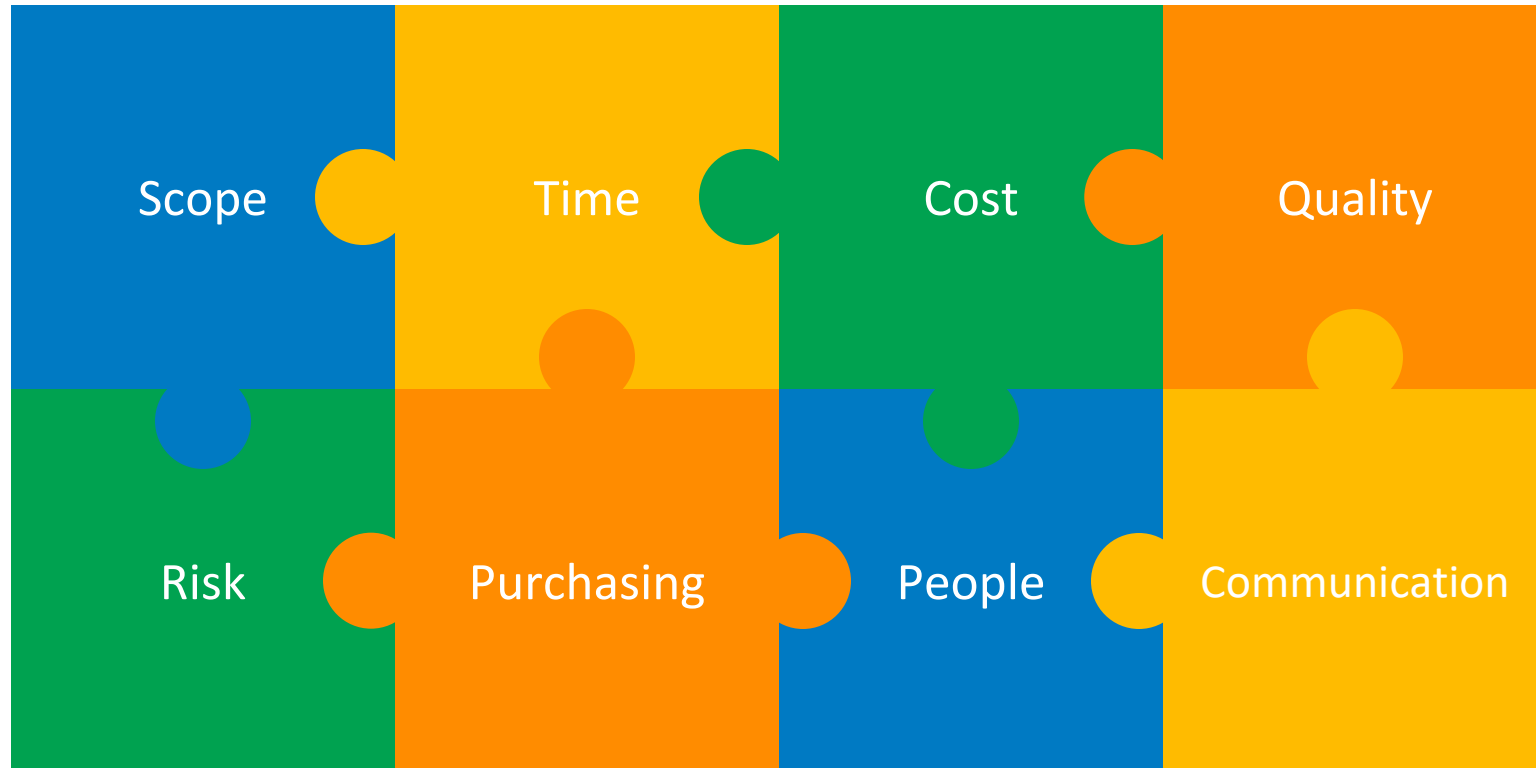 Scope
Time
Cost
Quality
Risk
Purchasing
People
Communication